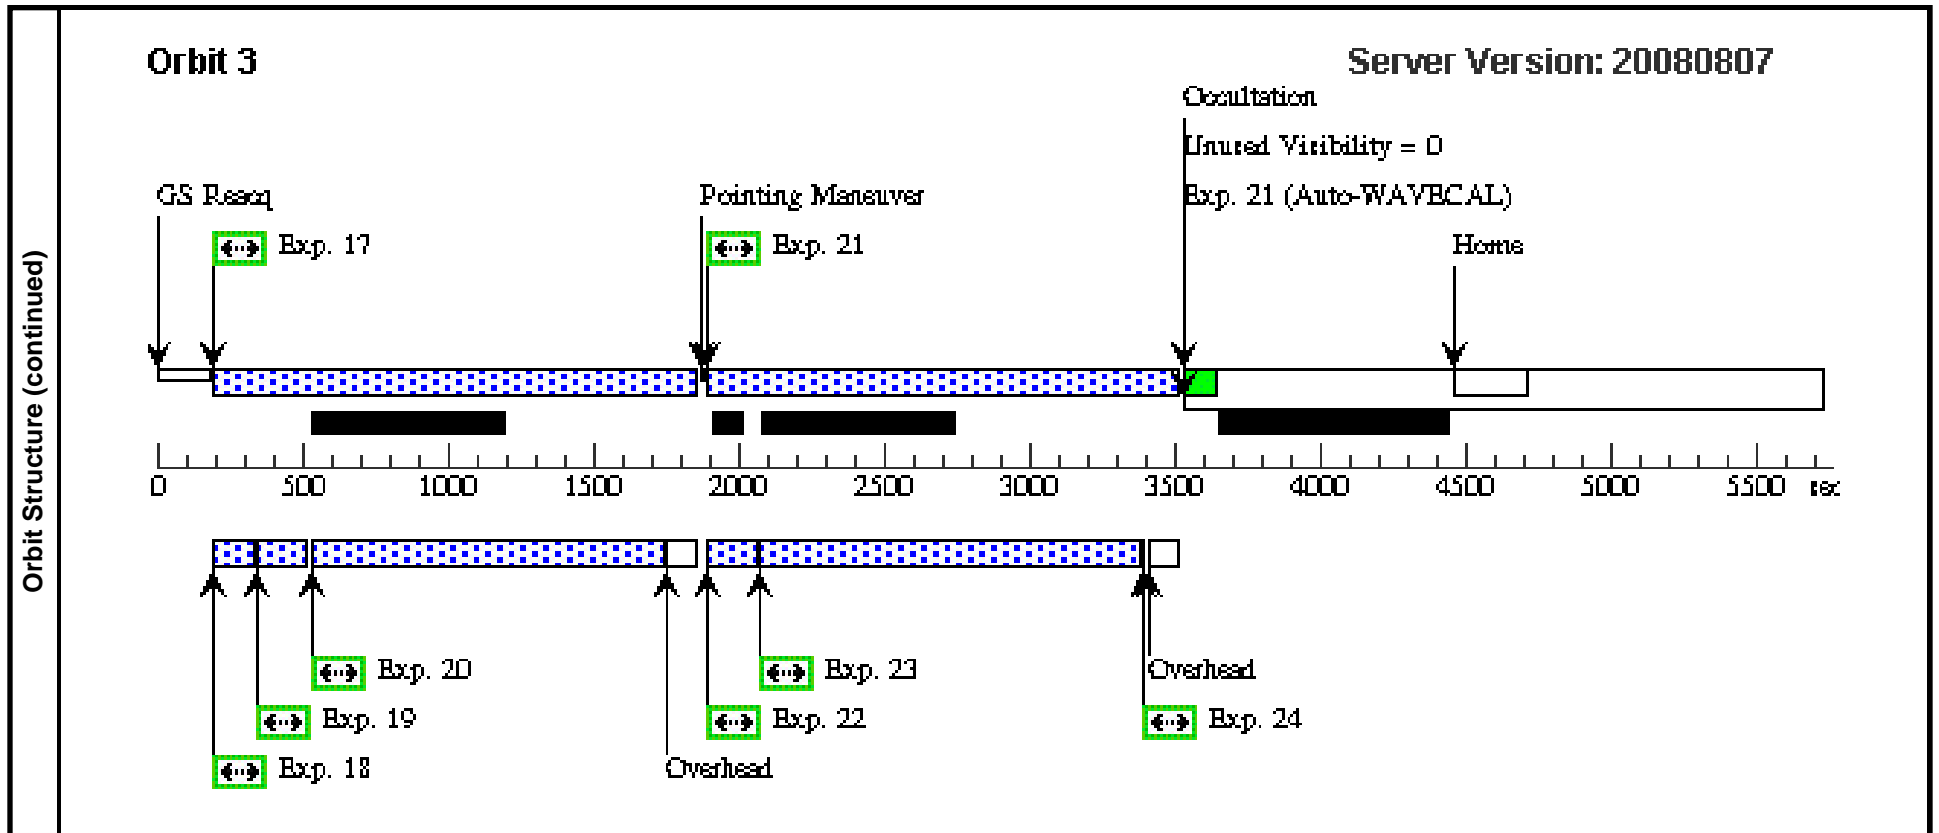 Orbit 3
Server Version: 20080807
Occultation
Unused Visibility = 0
GS Reacq
Pointing Maneuver
Exp. 21 (Auto-WAVECAL)
Exp. 17
Exp. 21
Home
Orbit Structure (continued)
0 500 1000 1500 2000 2500 3000 3500 4000 4500 5000 5500 sec
Exp. 20
Exp. 23
Overhead
Exp. 19
Exp. 22
Exp. 24
Exp. 18
Overhead